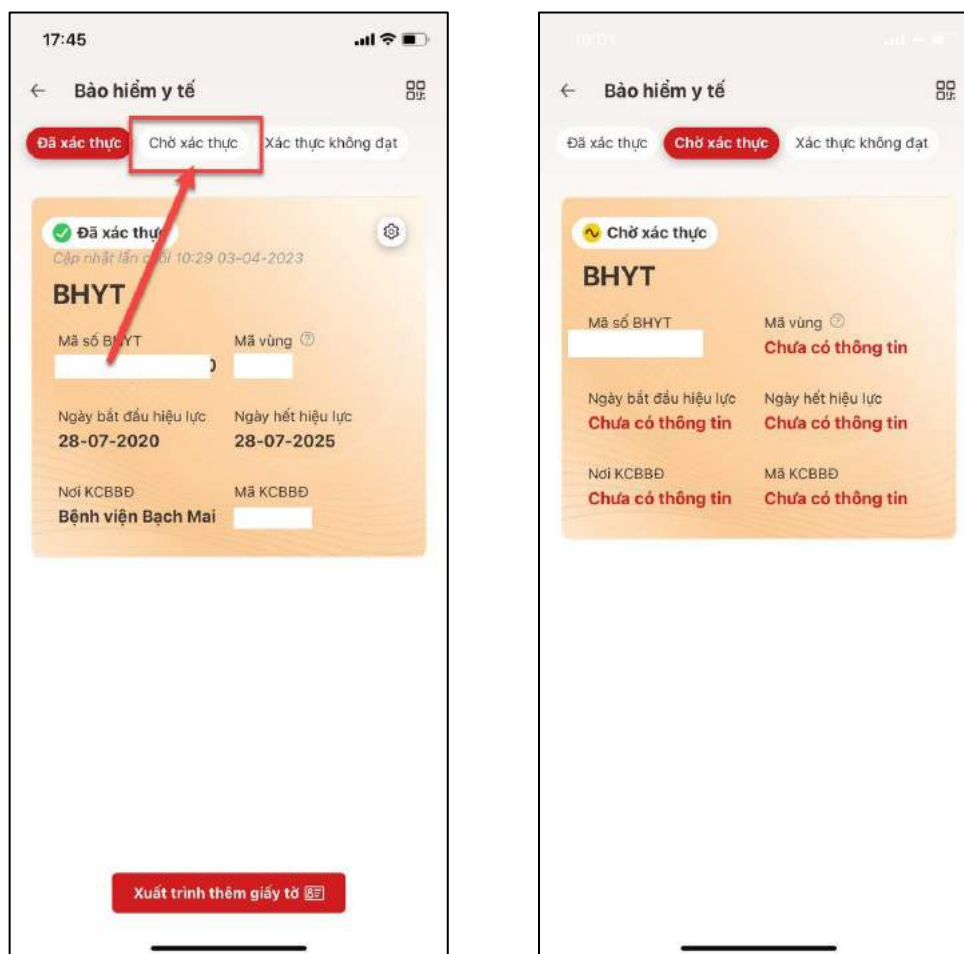 17:45
Bảo hiểm y tế
Đã xác thực Chờ xác thực Xác thực không đạt
Đã xác thực
Cập nhật lần cuối 10:29 03-04-2023
BHYT
Mã số BHYT Mã vùng
Ngày bắt đầu hiệu lực Ngày hết hiệu lực
28-07-2020 28-07-2025
Nơi KCBBĐ Mã KCBBĐ
Bệnh viện Bạch Mai
Xuất trình thêm giấy tờ
Bảo hiểm y tế
Đã xác thực Chờ xác thực Xác thực không đạt
Chờ xác thực
BHYT
Mã số BHYT Mã vùng
Chưa có thông tin
Ngày bắt đầu hiệu lực Ngày hết hiệu lực
Chưa có thông tin Chưa có thông tin
Nơi KCBBĐ Mã KCBBĐ
Chưa có thông tin Chưa có thông tin